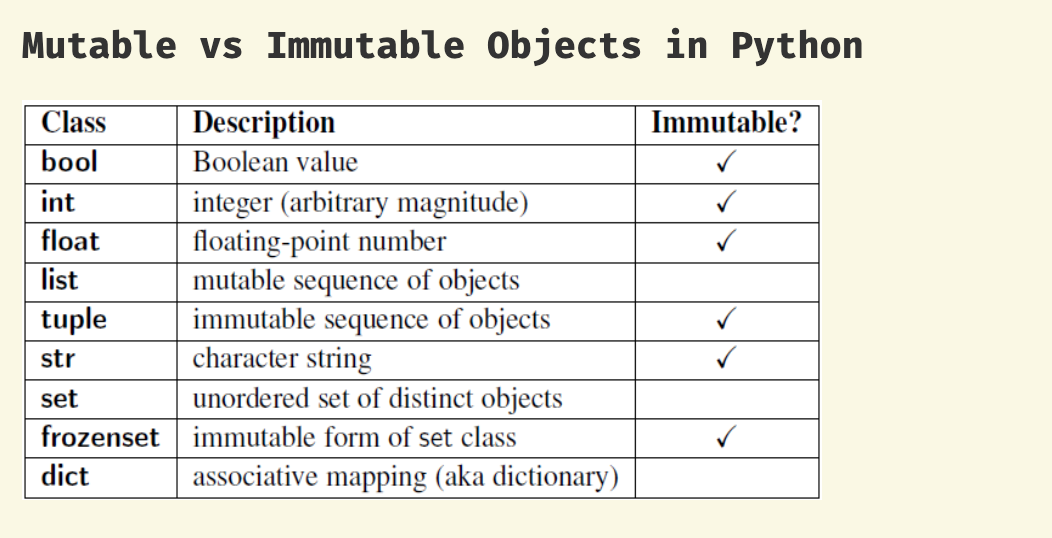 Mutable vs Immutable Objects in Python
Class Description Immutable?
bool Boolean value ✓
int integer (arbitrary magnitude) ✓
float floating-point number ✓
list mutable sequence of objects
tuple immutable sequence of objects ✓
str character string ✓
set unordered set of distinct objects
frozenset immutable form of set class ✓
dict associative mapping (aka dictionary)